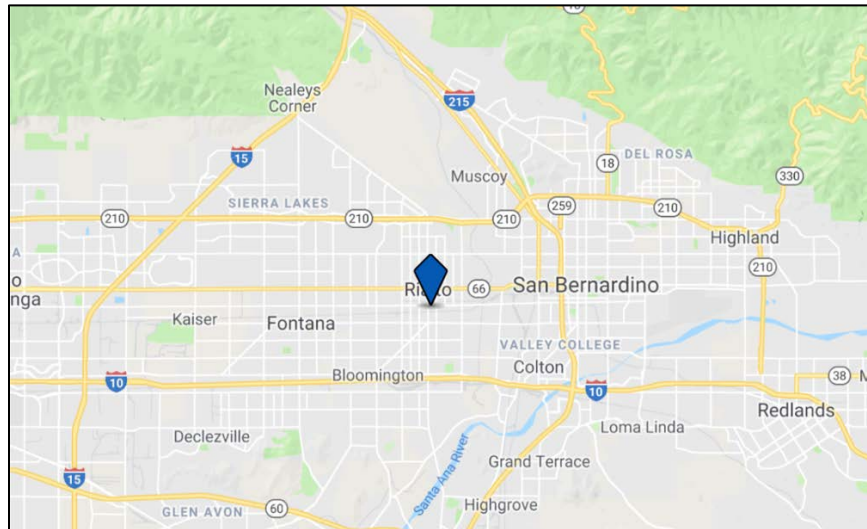 18
Nealeys
Corner
215
15
DEL ROSA
18
330
Muscoy
SIERRA LAKES
259
210
210
210
210
Highland
210
66
San Bernardino
Kaiser
Fontana
VALLEY COLLEGE
Bloomington
Colton
10
10
38
Redlands
Declezville
Loma Linda
Santa Ana River
Grand Terrace
15
60
Highgrove
GLEN AVON